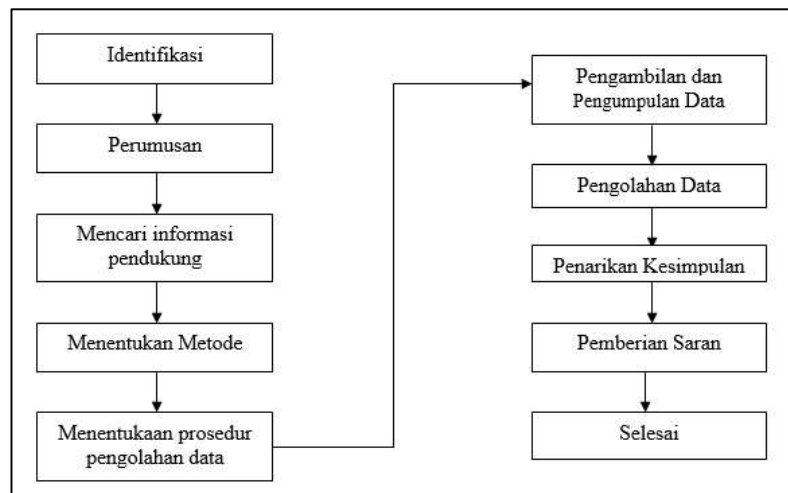 Identifikasi
Perumusan
Mencari informasi
pendukung
Menentukan Metode
Menentukaan prosedur
pengolahan data
Pengambilan dan
Pengumpulan Data
Pengolahan Data
Penarikan Kesimpulan
Pemberian Saran
Selesai